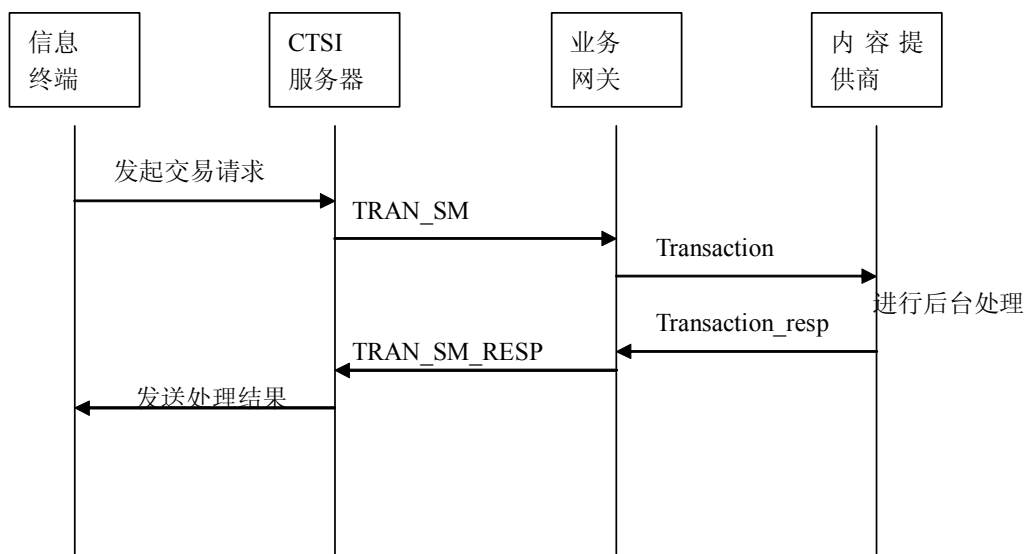 信息
终端
CTSI
服务器
业务
网关
内容提
供商
发起交易请求
TRAN_SM
Transaction
进行后台处理
Transaction_resp
TRAN_SM_RESP
发送处理结果